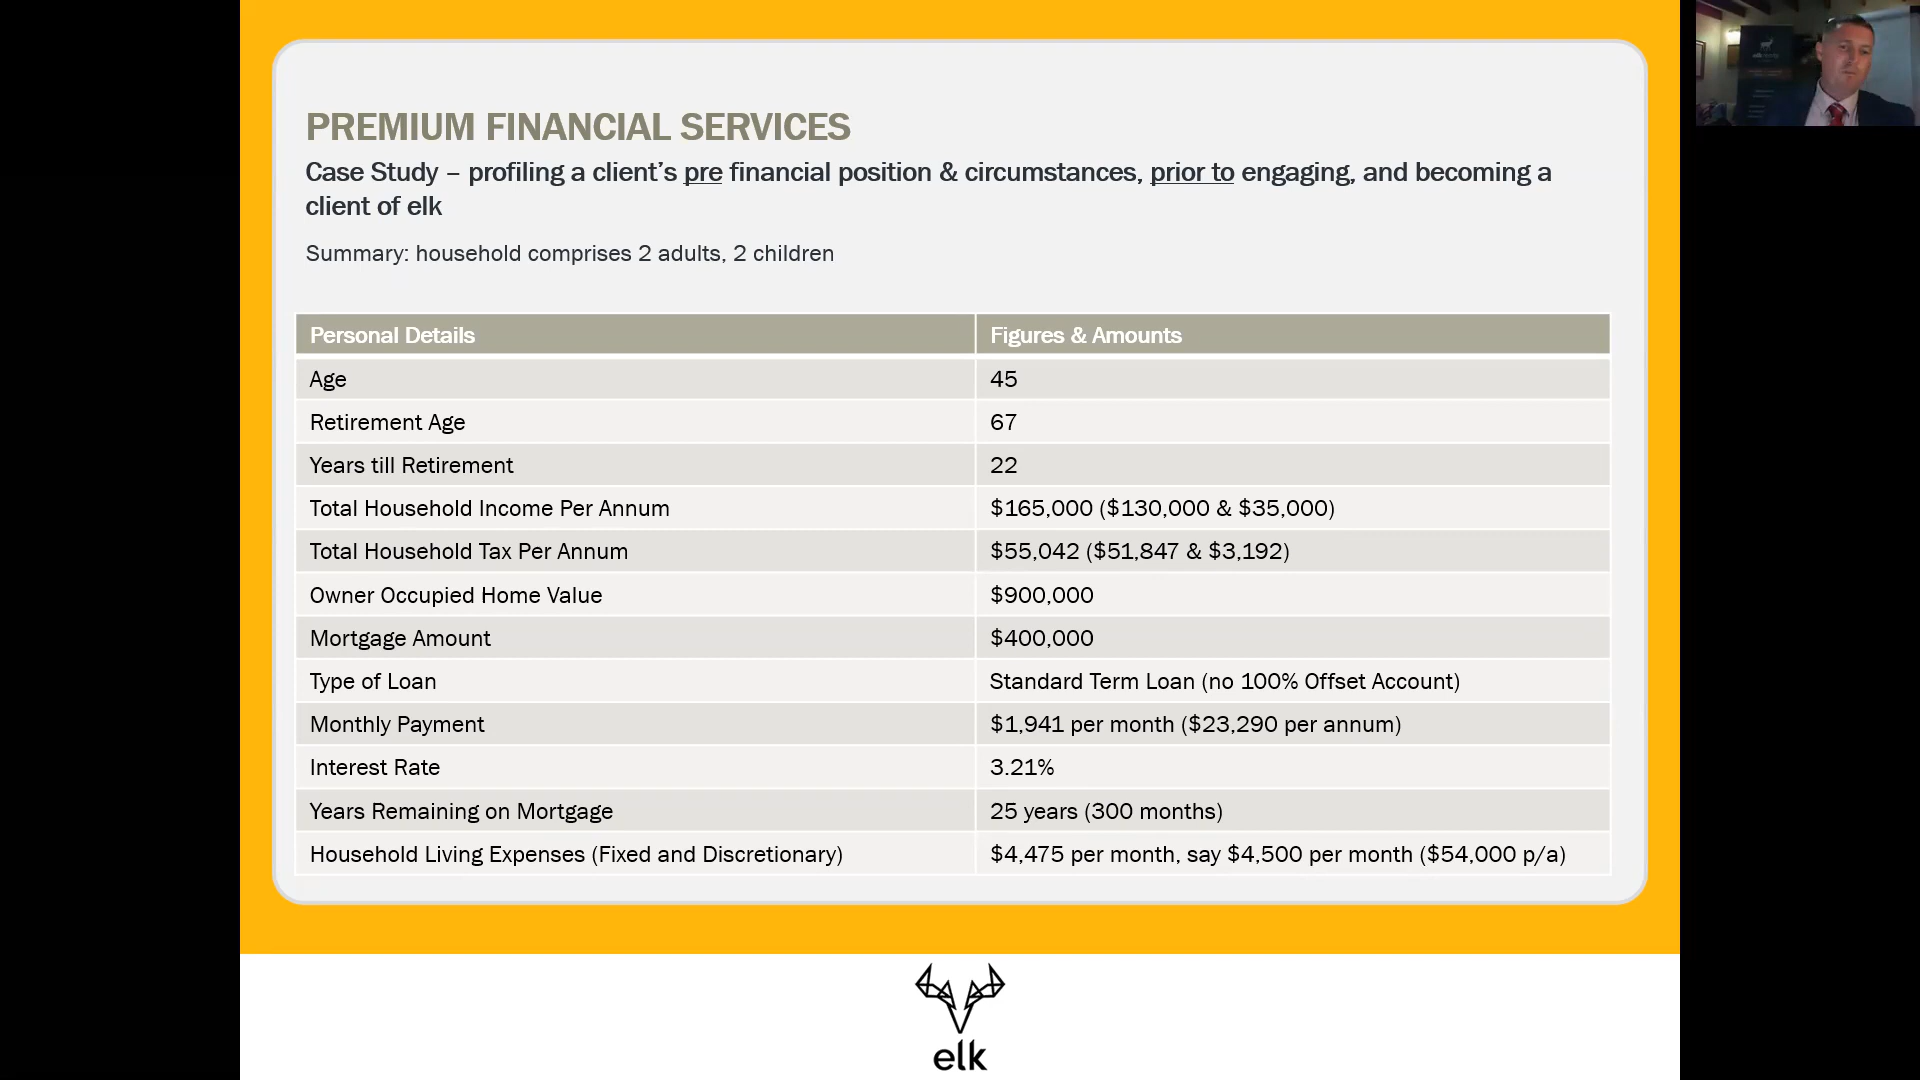 PREMIUM FINANCIAL SERVICES
Case Study – profiling a client's pre financial position & circumstances, prior to engaging, and becoming a
client of elk
Summary: household comprises 2 adults, 2 children
Personal Details Figures & Amounts
Age 45
Retirement Age 67
Years till Retirement 22
Total Household Income Per Annum $165,000 ($130,000 & $35,000)
Total Household Tax Per Annum $55,042 ($51,847 & $3,192)
Owner Occupied Home Value $900,000
Mortgage Amount $400,000
Type of Loan Standard Term Loan (no 100% Offset Account)
Monthly Payment $1,941 per month ($23,290 per annum)
Interest Rate 3.21%
Years Remaining on Mortgage 25 years (300 months)
Household Living Expenses (Fixed and Discretionary) $4,475 per month, say $4,500 per month ($54,000 p/a)
elk